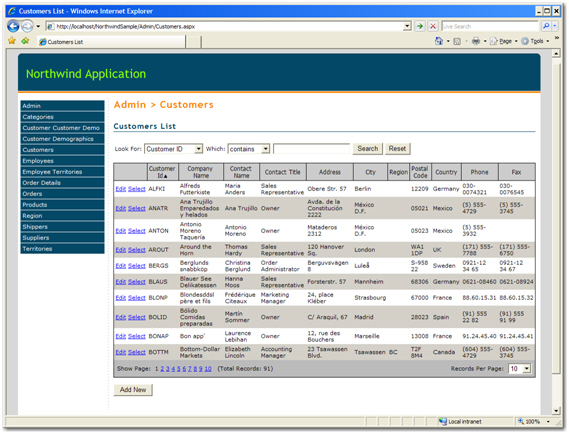 Customers List - Windows Internet Explorer
http://localhost/NorthwindSample/Admin/Customers.aspx
Live Search
Customers List
Page
Tools
Northwind Application
Admin
Categories
Customer Customer Demo
Customer Demographics
Customers
Employees
Employee Territories
Order Details
Orders
Products
Region
Shippers
Suppliers
Territories
Admin > Customers
Customers List
Look For: Customer ID Which: contains Search Reset
Customer Id▲ Company Name Contact Name Contact Title Address City Region Postal Code Country Phone Fax
Edit Select ALFKI Alfreds Futterkiste Maria Anders Sales Representative Obere Str. 57 Berlin 12209 Germany 030-0074321 030-0076545
Edit Select ANATR Ana Trujillo Emparedados y helados Ana Trujillo Owner Avda. de la Constitución 2222 México D.F. 05021 Mexico (5) 555-4729 (5) 555-3745
Edit Select ANTON Antonio Moreno Taquería Antonio Moreno Owner Mataderos 2312 México D.F. 05023 Mexico (5) 555-3932
Edit Select AROUT Around the Horn Thomas Hardy Sales Representative 120 Hanover Sq. London WA1 1DP UK (171) 555-7788 (171) 555-6750
Edit Select BERGS Berglunds snabbköp Christina Berglund Order Administrator Berguvsvägen 8 Luleå S-958 22 Sweden 0921-12 34 65 0921-12 34 67
Edit Select BLAUS Blauer See Delikatessen Hanna Moos Sales Representative Forsterstr. 57 Mannheim 68306 Germany 0621-08460 0621-08924
Edit Select BLONP Blondesddsl père et fils Frédérique Citeaux Marketing Manager 24, place Kléber Strasbourg 67000 France 88.60.15.31 88.60.15.32
Edit Select BOLID Bólido Comidas preparadas Martín Sommer Owner C/ Araquil, 67 Madrid 28023 Spain (91) 555 22 82 (91) 555 91 99
Edit Select BONAP Bon app' Laurence Lebihan Owner 12, rue des Bouchers Marseille 13008 France 91.24.45.40 91.24.45.41
Edit Select BOTTM Bottom-Dollar Markets Elizabeth Lincoln Accounting Manager 23 Tsawassen Blvd. Tsawassen BC T2F 8M4 Canada (604) 555-4729 (604) 555-3745
Show Page: 1 2 3 4 5 6 7 8 9 10 (Total Records: 91) Records Per Page: 10
Add New
Local intranet 100%